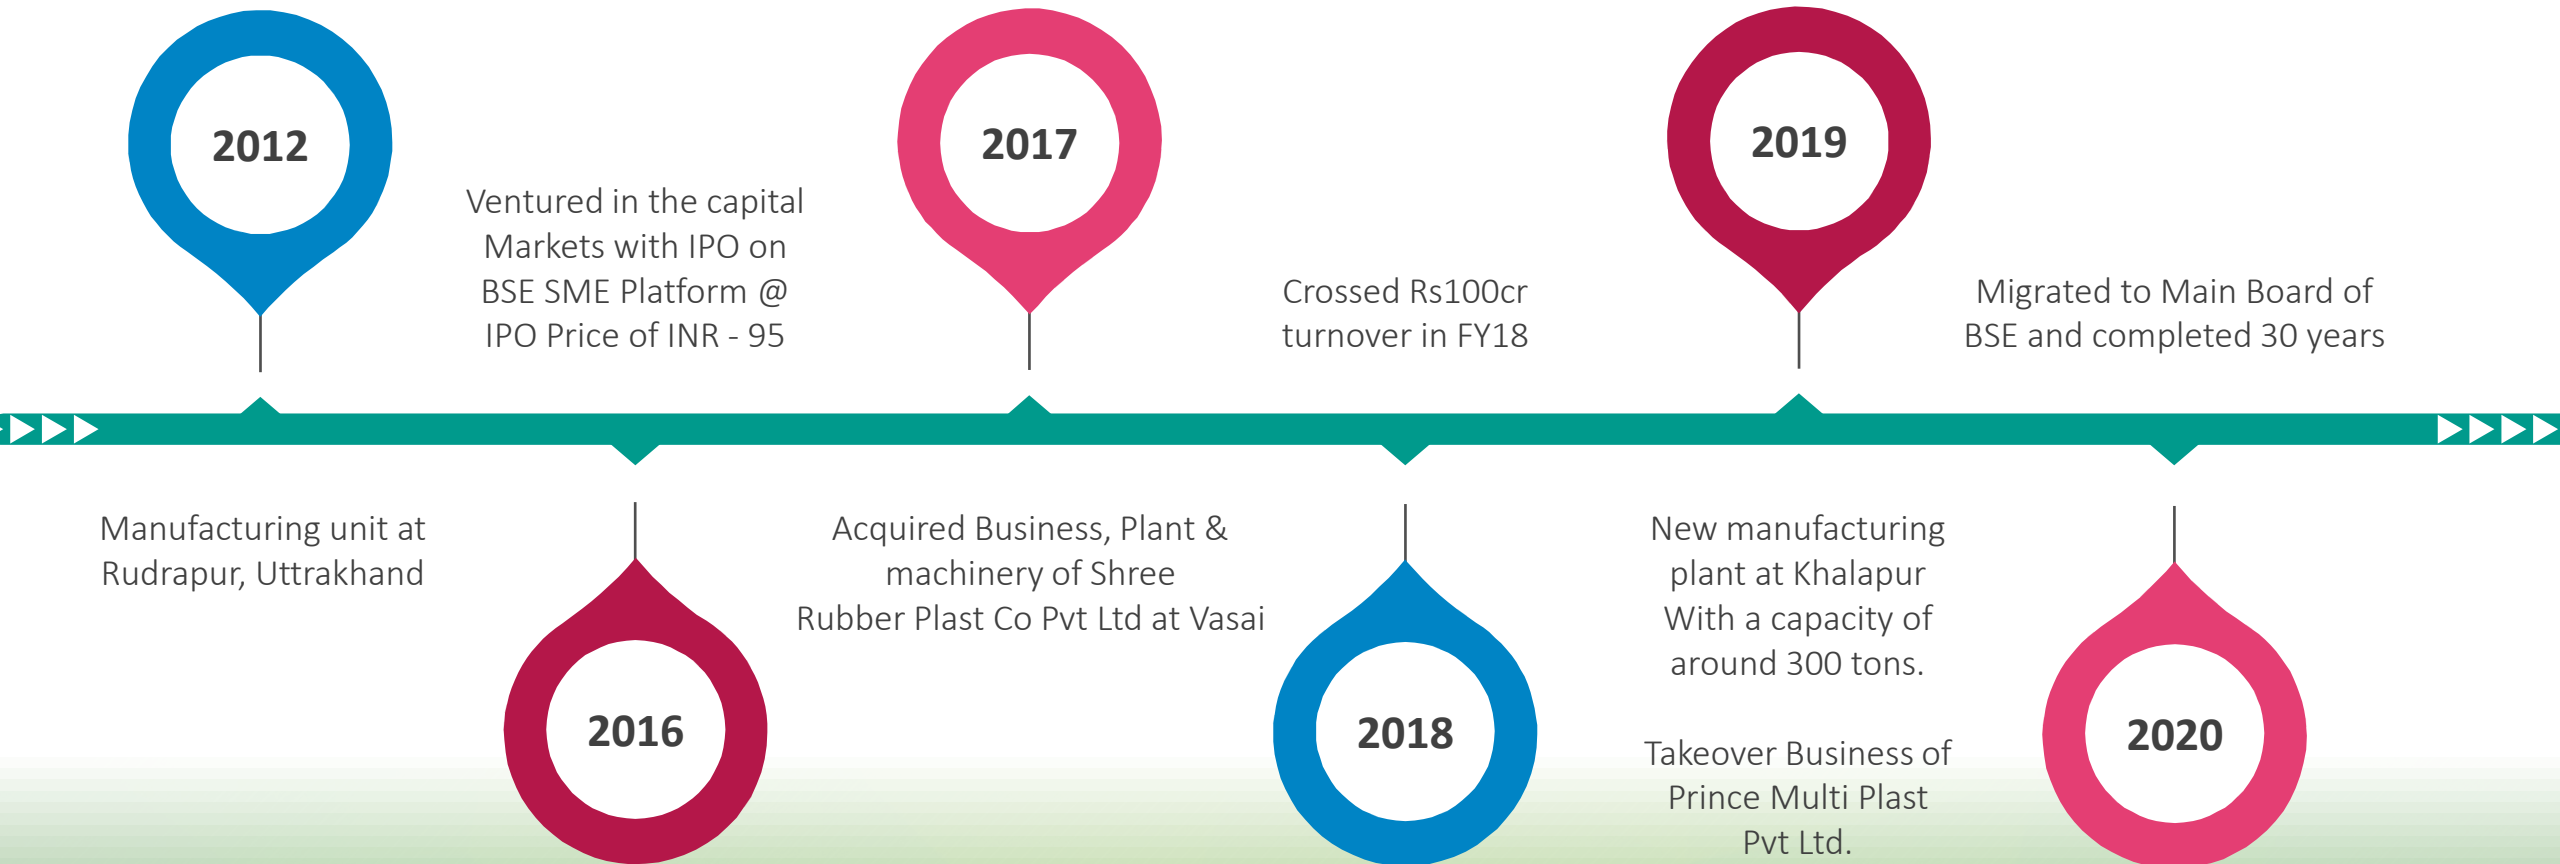 2012
Manufacturing unit at
Rudrapur, Uttrakhand
Ventured in the capital
Markets with IPO on
BSE SME Platform @
IPO Price of INR - 95
2016
2017
Acquired Business, Plant &
machinery of Shree
Rubber Plast Co Pvt Ltd at Vasai
Crossed Rs100cr
turnover in FY18
2018
2019
New manufacturing
plant at Khalapur
With a capacity of
around 300 tons.
Takeover Business of
Prince Multi Plast
Pvt Ltd.
Migrated to Main Board of
BSE and completed 30 years
2020